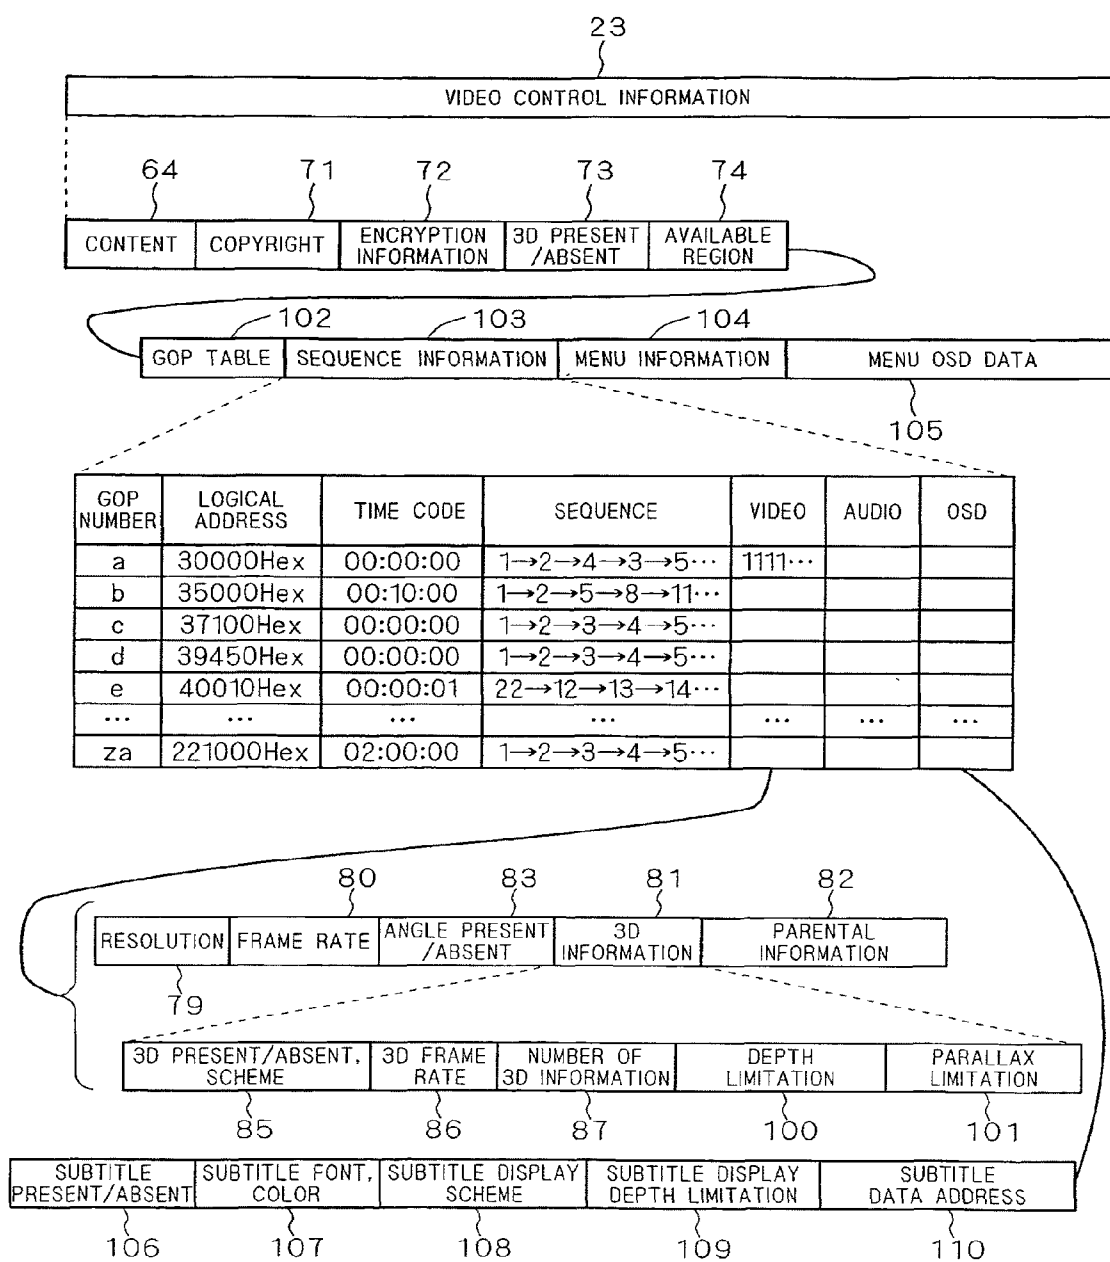 23
VIDEO CONTROL INFORMATION
64 71 72 73 74
CONTENT COPYRIGHT ENCRYPTION INFORMATION 3D PRESENT /ABSENT AVAILABLE REGION
102 103 104
GOP TABLE SEQUENCE INFORMATION MENU INFORMATION MENU OSD DATA
105
GOP NUMBER LOGICAL ADDRESS TIME CODE SEQUENCE VIDEO AUDIO OSD
a 30000Hex 00:00:00 1→2→4→3→5··· 1111···
b 35000Hex 00:10:00 1→2→5→8→11···
c 37100Hex 00:00:00 1→2→3→4→5···
d 39450Hex 00:00:00 1→2→3→4→5···
e 40010Hex 00:00:01 22→12→13→14···
··· ··· ··· ··· ··· ··· ···
za 221000Hex 02:00:00 1→2→3→4→5···
80 83 81 82
RESOLUTION FRAME RATE ANGLE PRESENT /ABSENT 3D INFORMATION PARENTAL INFORMATION
79
3D PRESENT/ABSENT, SCHEME 3D FRAME RATE NUMBER OF 3D INFORMATION DEPTH LIMITATION PARALLAX LIMITATION
85 86 87 100 101
SUBTITLE PRESENT/ABSENT SUBTITLE FONT, COLOR SUBTITLE DISPLAY SCHEME SUBTITLE DISPLAY DEPTH LIMITATION SUBTITLE DATA ADDRESS
106 107 108 109 110